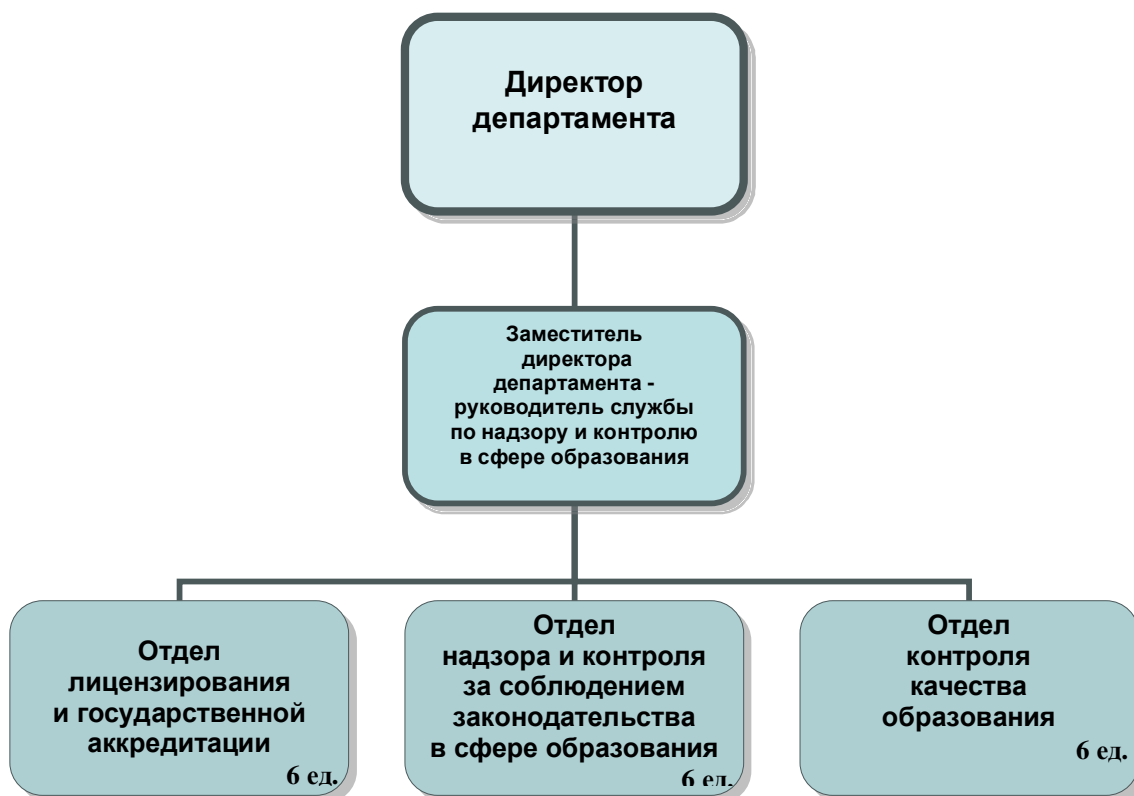 Директор
департамента
Заместитель
директора
департамента -
руководитель службы
по надзору и контролю
в сфере образования
Отдел
лицензирования
и государственной
аккредитации
6 ед.
Отдел
надзора и контроля
за соблюдением
законодательства
в сфере образования
6 ед.
Отдел
контроля
качества
образования
6 ед.